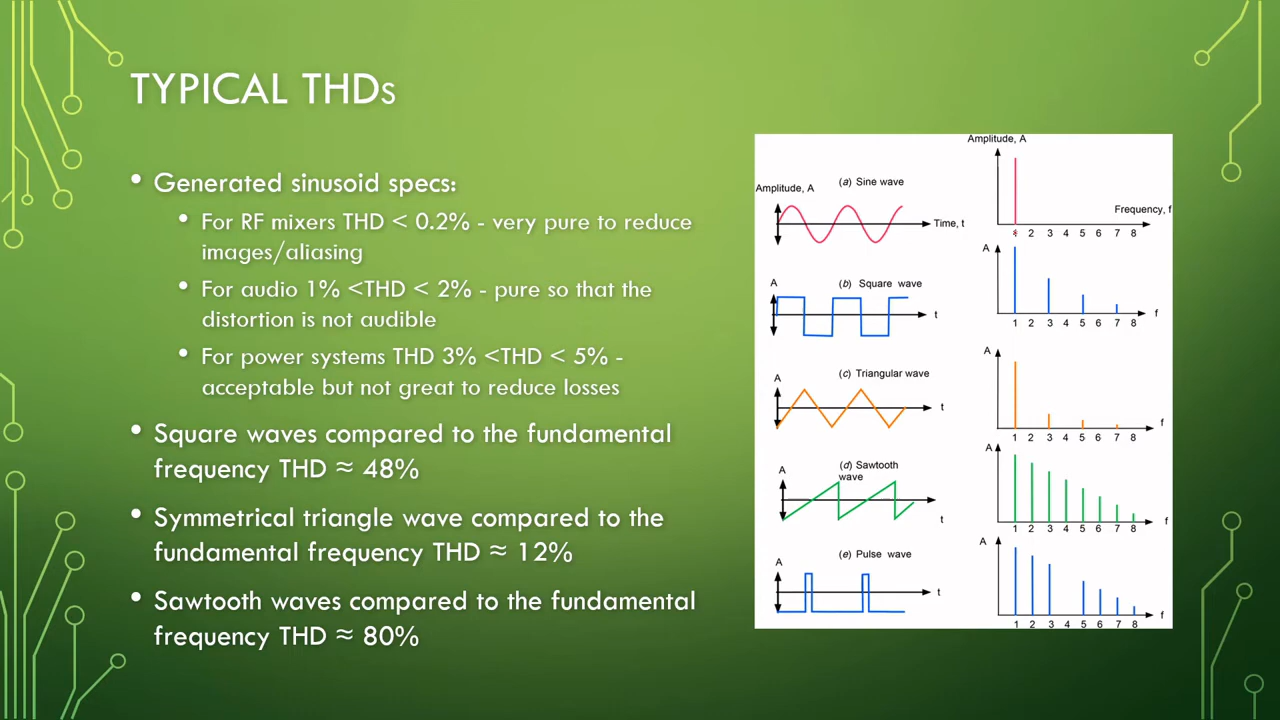 TYPICAL THDs
• Generated sinusoid specs:
• For RF mixers THD < 0.2% - very pure to reduce
images/aliasing
• For audio 1% <THD < 2% - pure so that the
distortion is not audible
• For power systems THD 3% <THD < 5% -
acceptable but not great to reduce losses
• Square waves compared to the fundamental
frequency THD ≈ 48%
• Symmetrical triangle wave compared to the
fundamental frequency THD ≈ 12%
• Sawtooth waves compared to the fundamental
frequency THD ≈ 80%
Amplitude, A
(a) Sine wave
Amplitude, A
Time, t
Frequency, f
1 2 3 4 5 6 7 8
(b) Square wave
A
t
A
f
1 2 3 4 5 6 7 8
(c) Triangular wave
A
t
A
f
1 2 3 4 5 6 7 8
(d) Sawtooth
wave
A
t
A
f
1 2 3 4 5 6 7 8
(e) Pulse wave
A
t
A
f
1 2 3 4 5 6 7 8